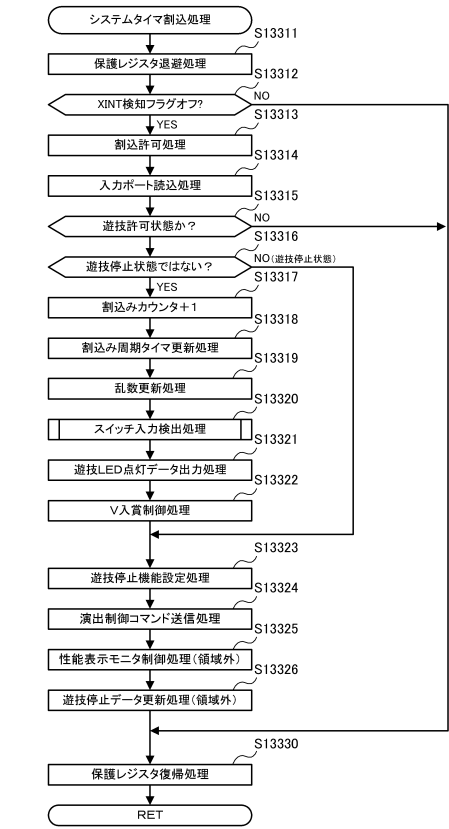 システムタイマ割込処理
S13311
保護レジスタ退避処理
S13312
XINT検知フラグオフ?
NO
YES
S13313
割込許可処理
S13314
入力ポート読込処理
S13315
遊技許可状態か？
NO
S13316
遊技停止状態ではない？
NO(遊技停止状態)
YES
S13317
割込みカウンタ＋1
S13318
割込み周期タイマ更新処理
S13319
乱数更新処理
S13320
スイッチ入力検出処理
S13321
遊技LED点灯データ出力処理
S13322
V入賞制御処理
S13323
遊技停止機能設定処理
S13324
演出制御コマンド送信処理
S13325
性能表示モニタ制御処理(領域外)
S13326
遊技停止データ更新処理(領域外)
S13330
保護レジスタ復帰処理
RET